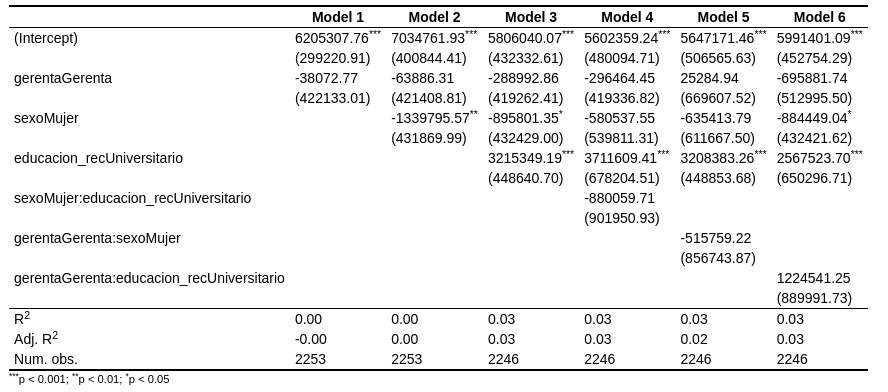 Model 1 Model 2 Model 3 Model 4 Model 5 Model 6
(Intercept) 6205307.76*** 7034761.93*** 5806040.07*** 5602359.24*** 5647171.46*** 5991401.09***
(299220.91) (400844.41) (432332.61) (480094.71) (506565.63) (452754.29)
gerentaGerenta -38072.77 -63886.31 -288992.86 -296464.45 25284.94 -695881.74
(422133.01) (421408.81) (419262.41) (419336.82) (669607.52) (512995.50)
sexoMujer -1339795.57** -895801.35* -580537.55 -635413.79 -884449.04*
(431869.99) (432429.00) (539811.31) (611667.50) (432421.62)
educacion_recUniversitario 3215349.19*** 3711609.41*** 3208383.26*** 2567523.70***
(448640.70) (678204.51) (448853.68) (650296.71)
sexoMujer:educacion_recUniversitario -880059.71
(901950.93)
gerentaGerenta:sexoMujer -515759.22
(856743.87)
gerentaGerenta:educacion_recUniversitario 1224541.25
(889991.73)
R2 0.00 0.00 0.03 0.03 0.03 0.03
Adj. R2 -0.00 0.00 0.03 0.03 0.02 0.03
Num. obs. 2253 2253 2246 2246 2246 2246
***p < 0.001; **p < 0.01; *p < 0.05